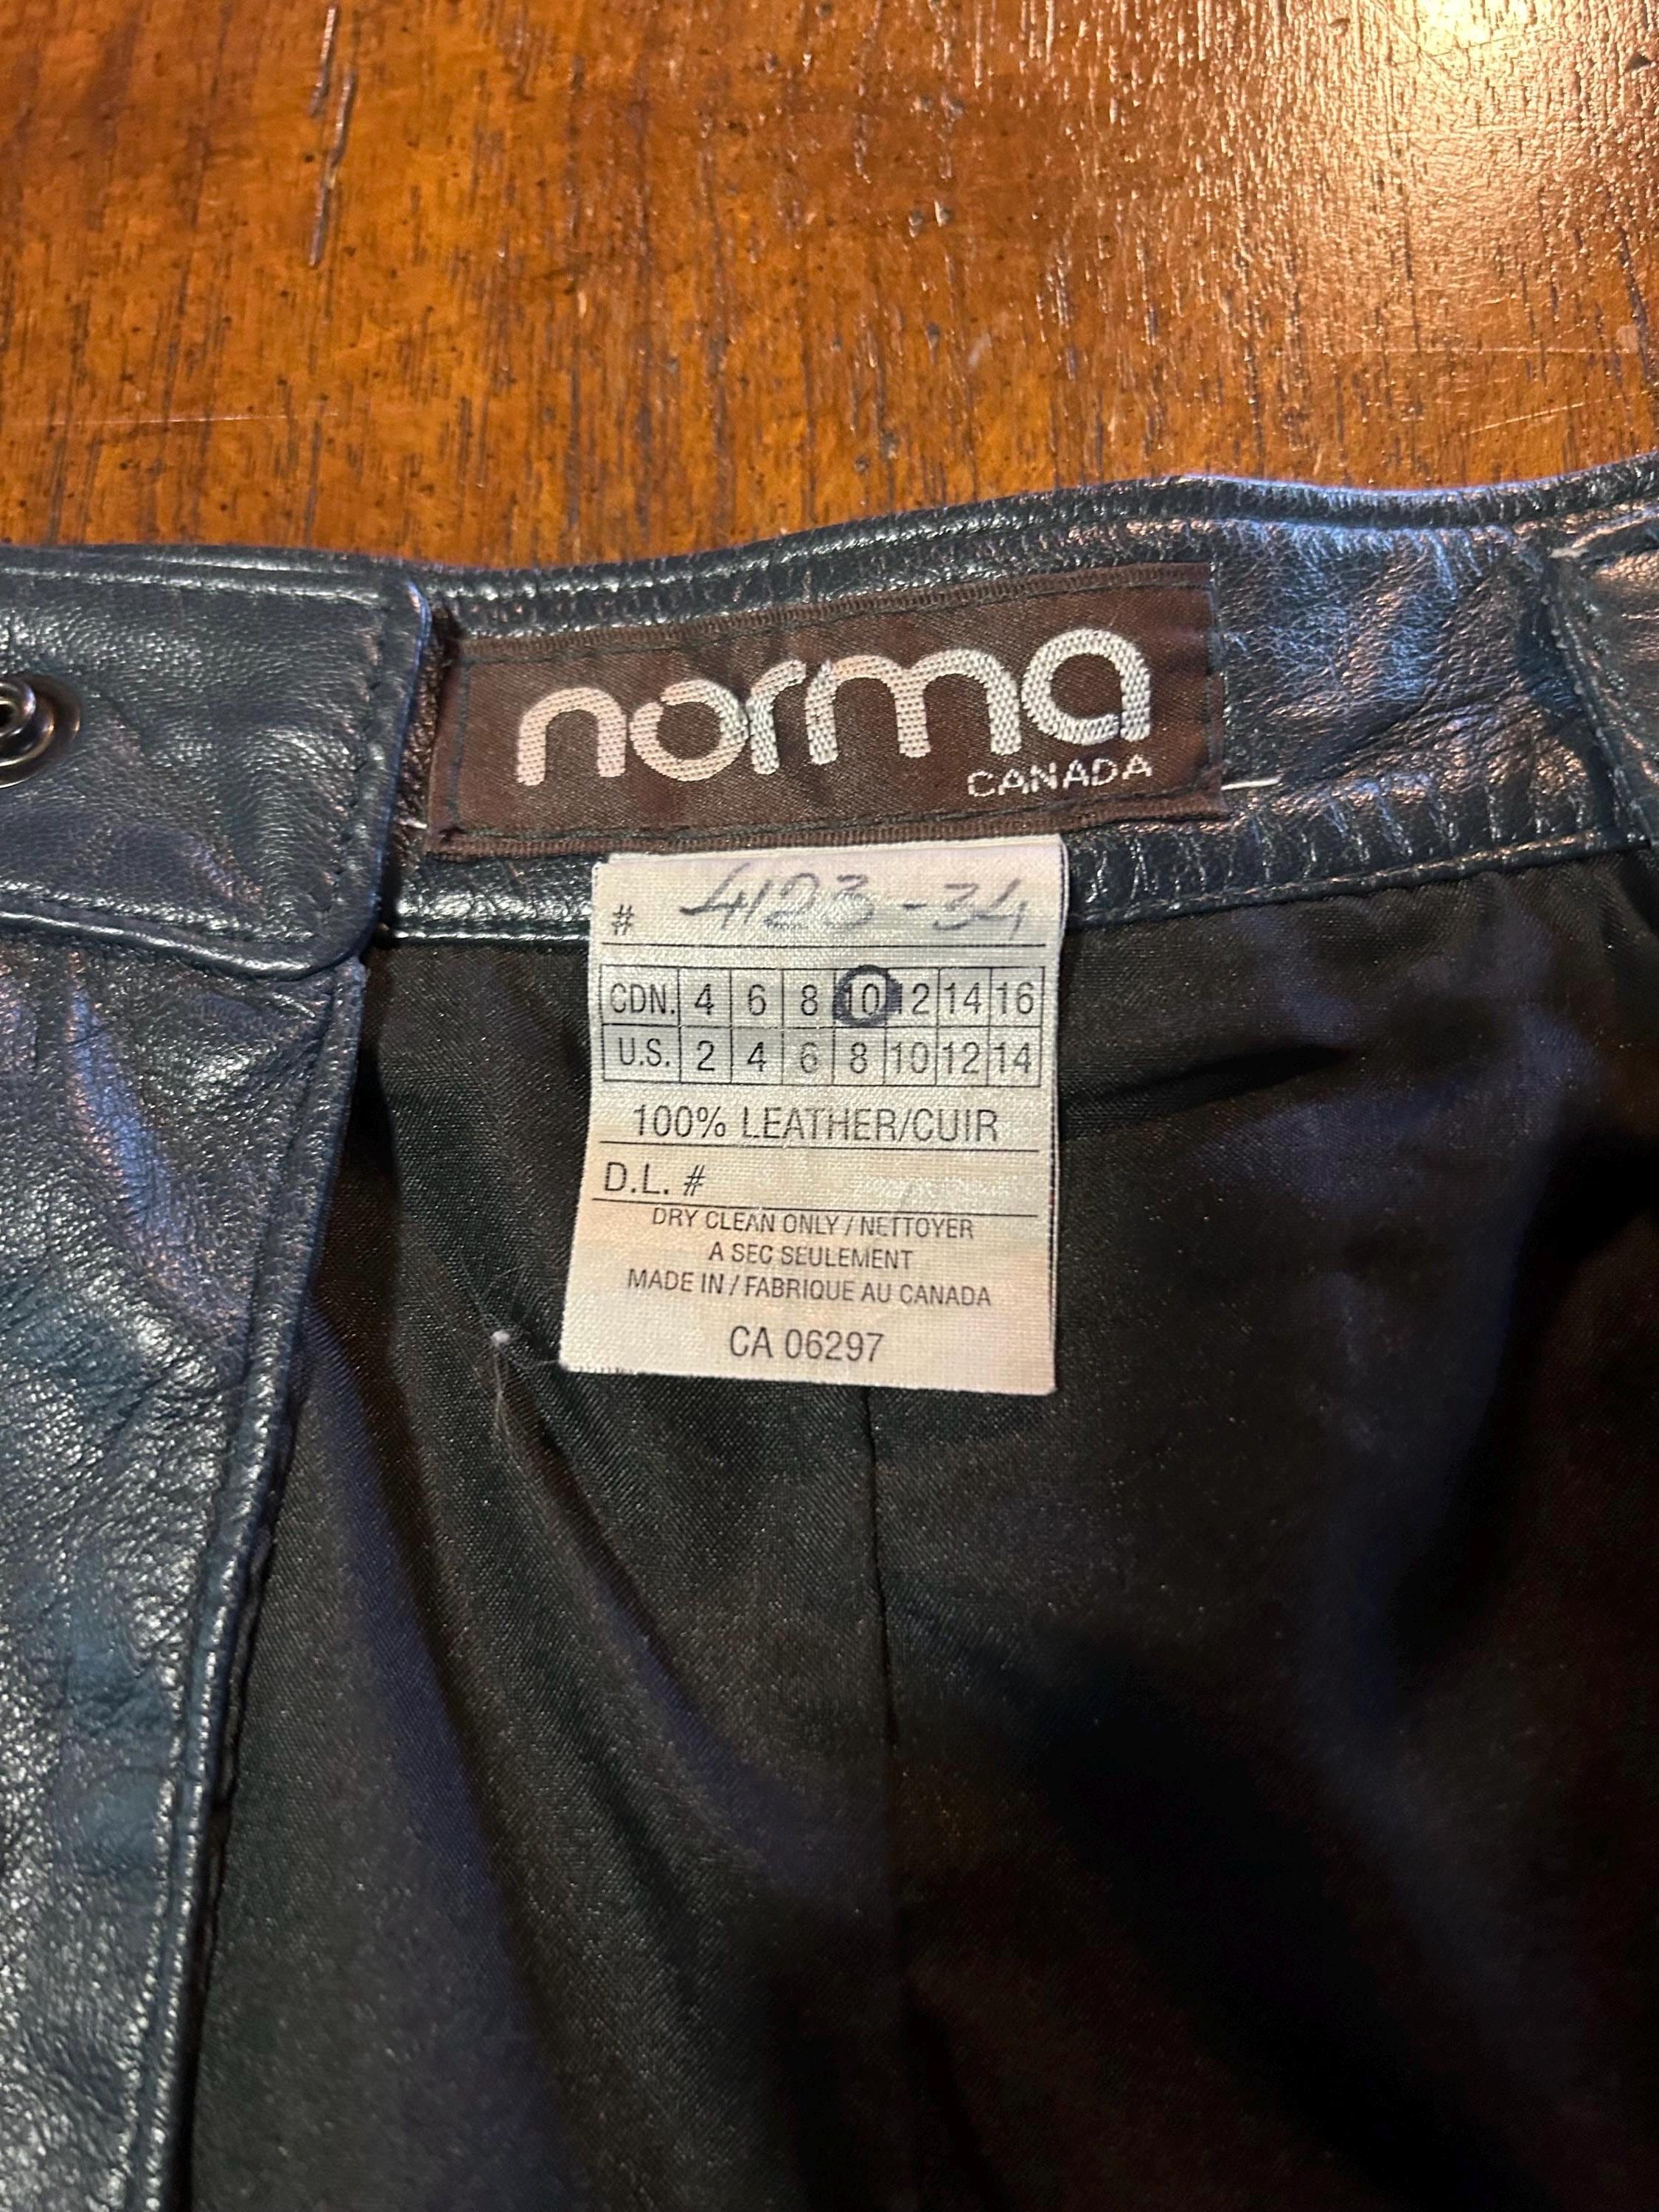 norma
CANADA
# 4123-34
CDN. 4 6 8 10 12 14 16
U.S. 2 4 6 8 10 12 14
100% LEATHER/CUIR
D.L. #
DRY CLEAN ONLY / NETTOYER
A SEC SEULEMENT
MADE IN / FABRIQUE AU CANADA
CA 06297